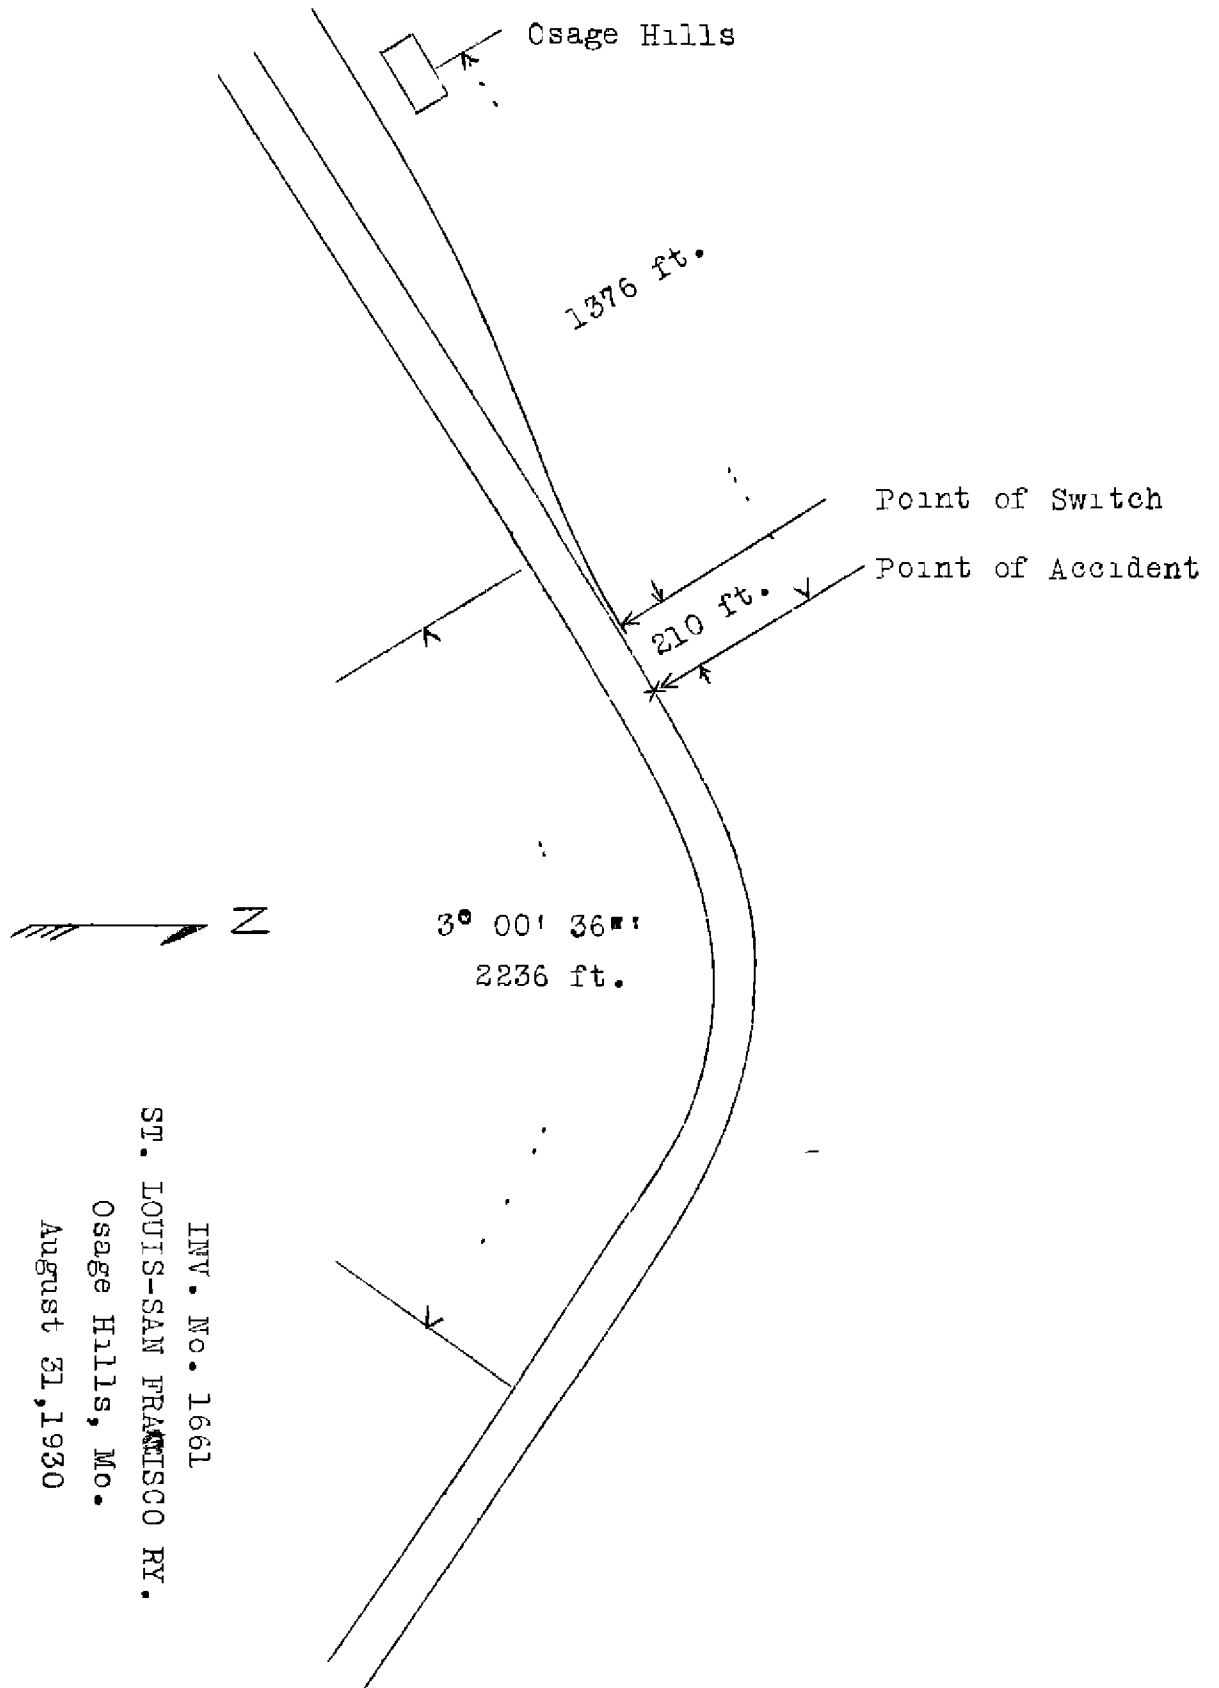 Osage Hills
1376 ft.
Point of Switch
Point of Accident
210 ft.
N
3° 00' 36"
2236 ft.
INV. No. 1661
ST. LOUIS-SAN FRANCISCO RY.
Osage Hills, Mo.
August 31,1930